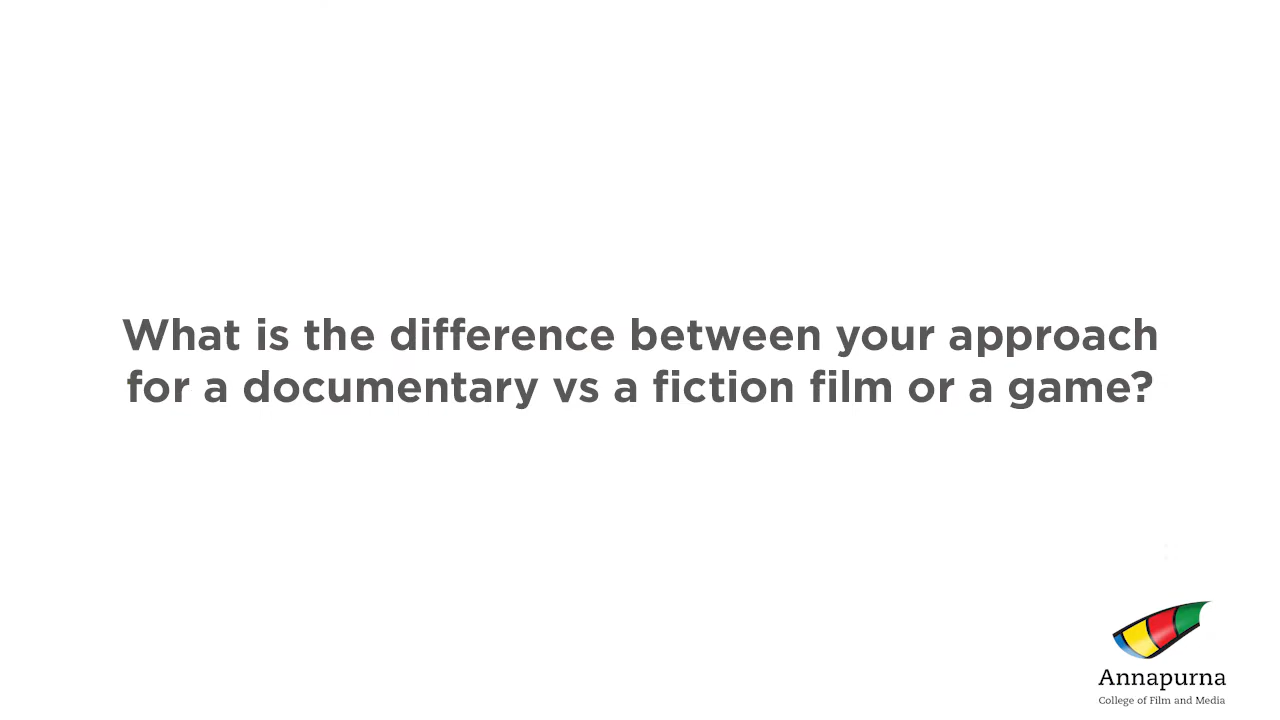 What is the difference between your approach
for a documentary vs a fiction film or a game?
Annapurna
College of Film and Media